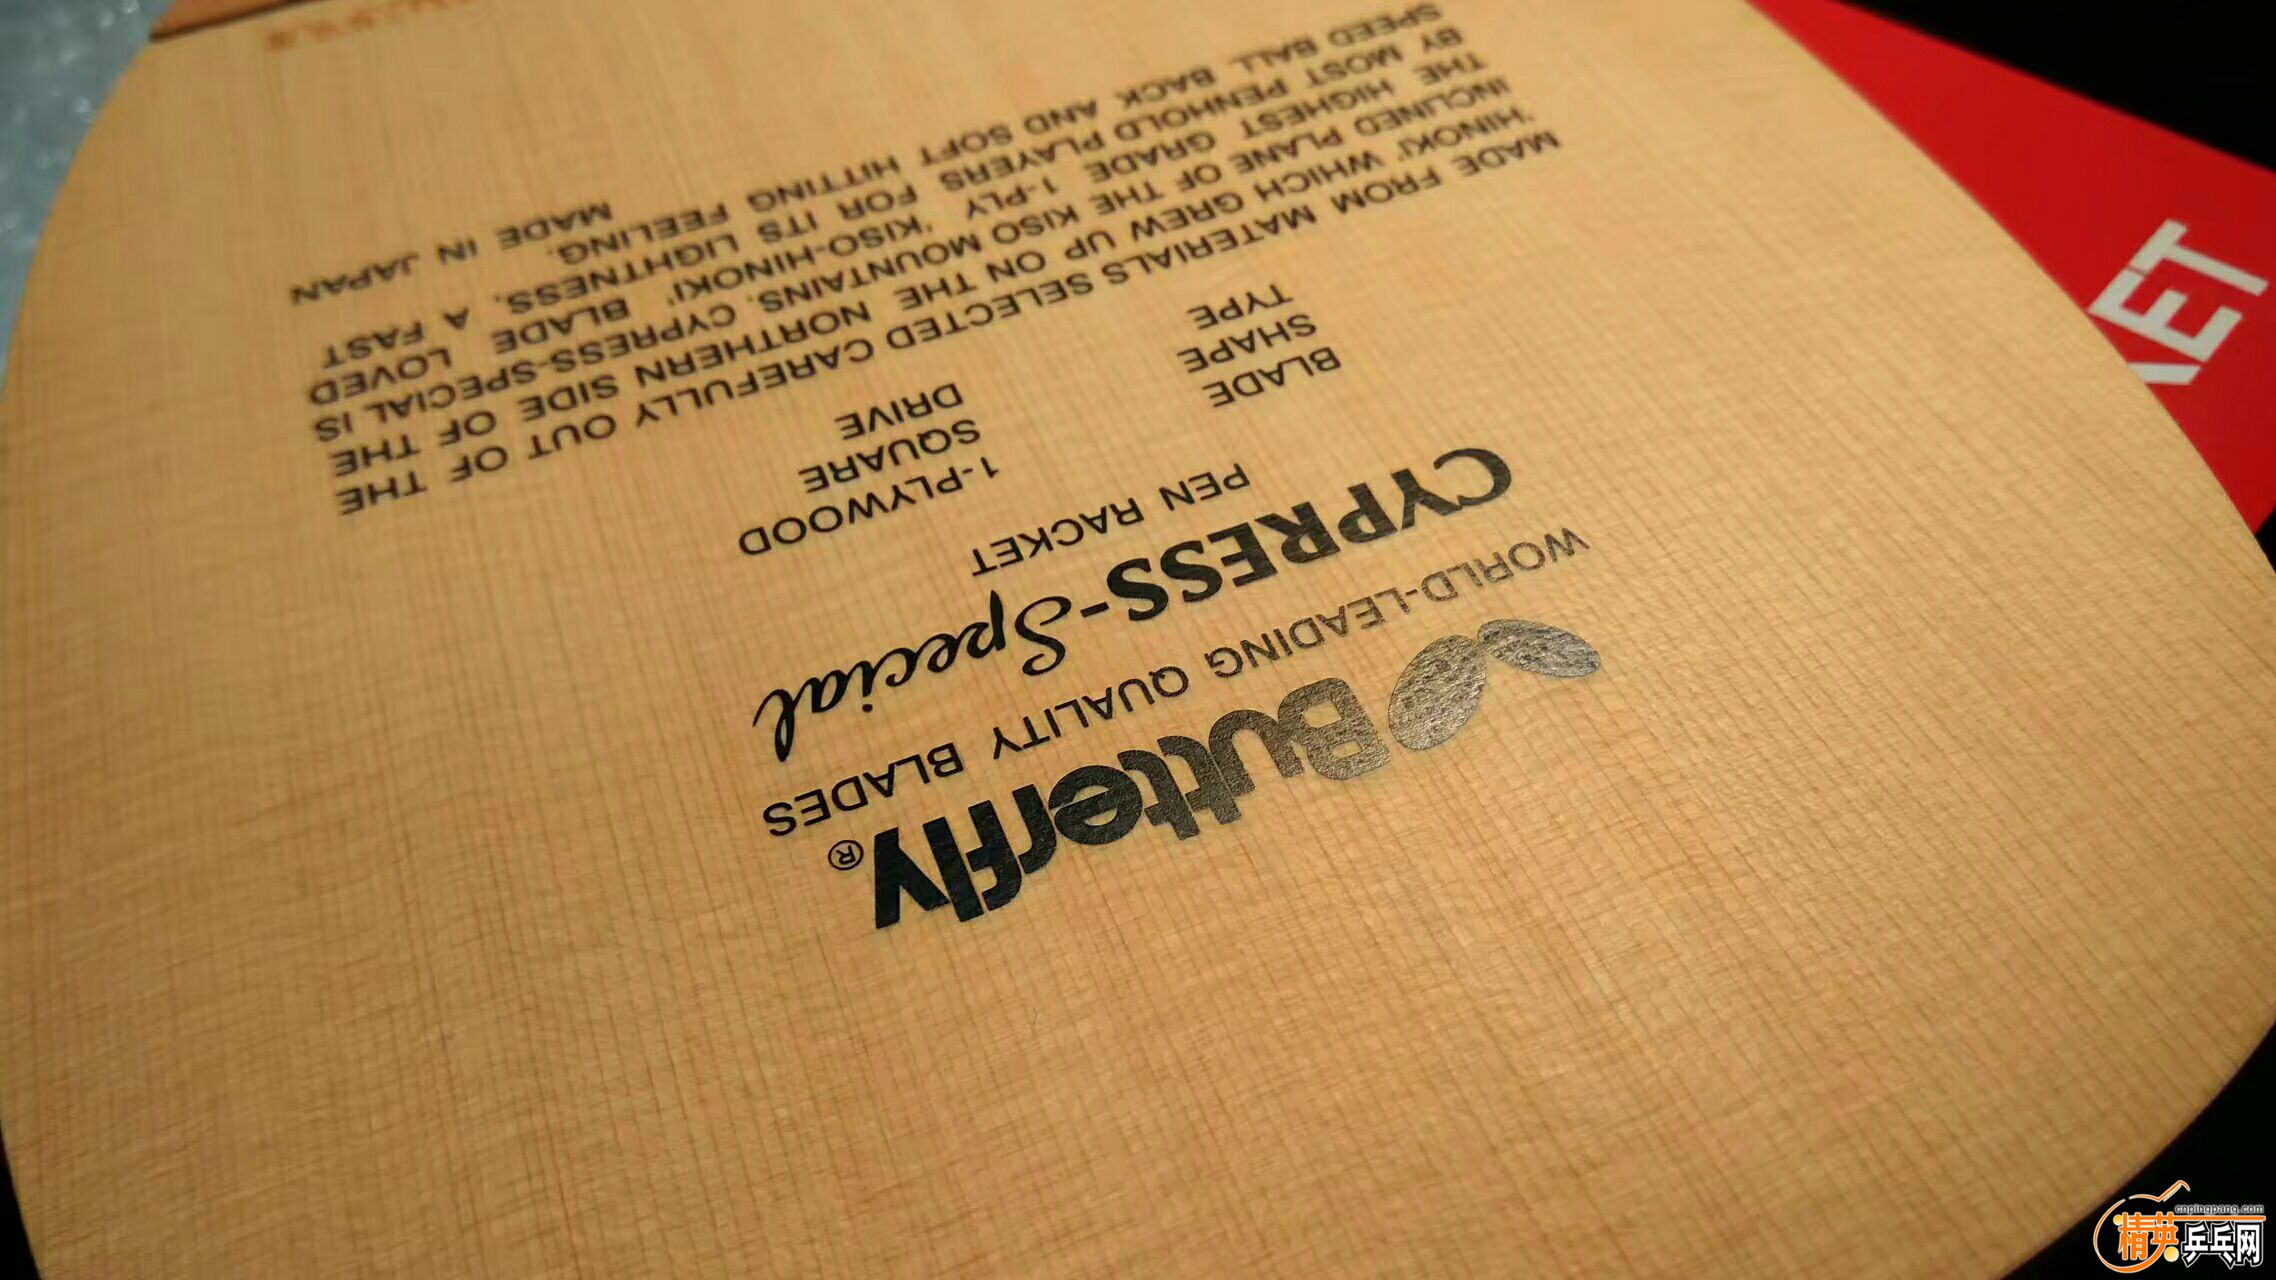 Butterfly®
WORLD-LEADING QUALITY BLADES
CYPRESS-Special
PEN RACKET
BLADE 1-PLYWOOD
SHAPE SQUARE
TYPE DRIVE
MADE FROM MATERIALS SELECTED CAREFULLY OUT OF THE
'HINOKI' WHICH GREW UP ON THE NORTHERN SIDE OF THE
INCLINED PLANE OF THE KISO MOUNTAINS. CYPRESS-SPECIAL IS
THE HIGHEST GRADE 1-PLY 'KISO-HINOKI' BLADE LOVED
BY MOST PENHOLD PLAYERS FOR ITS LIGHTNESS, A FAST
SPEED BALL BACK AND SOFT HITTING FEELING.
MADE IN JAPAN
KET
cnpingpang.com
精英乒乓网